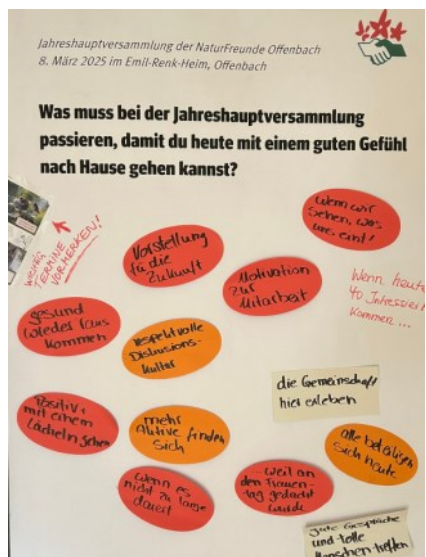 Jahreshauptversammlung der NaturFreunde Offenbach
8. März 2025 im Emil-Renk-Heim, Offenbach
Was muss bei der Jahreshauptversammlung
passieren, damit du heute mit einem guten Gefühl
nach Hause gehen kannst?
Wenn wir
sehen, was
uns eint!
TERMINE
VORMERKEN!
Vorstellung
für die
Zukunft
Motivation
zur
Mitarbeit
Wenn heute
40 Interessier
kommen ...
gesund
wieder raus
kommen
respektvolle
Diskussions-
kultur
die Gemeinschaft
hier erleben
Positiv +
mit einem
Lächeln gehen
mehr
Aktive finden
sich
alle beteiligen
sich heute
wenn es
nicht zu lange
dauert
weil an
den Frauen-
tag gedacht
wurde
gute Gespräche
und tolle
Menschen treffen